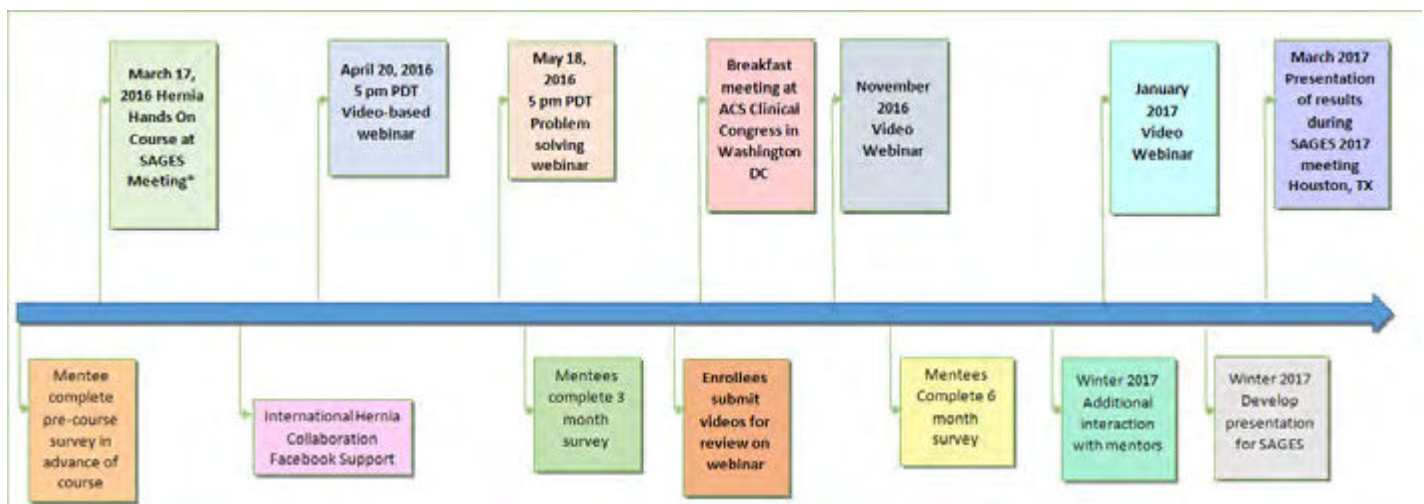 March 17,
2016 Hernia
Hands On
Course at
SAGES
Meeting*
April 20, 2016
5 pm PDT
Video-based
webinar
May 18,
2016
5 pm PDT
Problem
solving
webinar
Breakfast
meeting at
ACS Clinical
Congress in
Washington
DC
November
2016
Video
Webinar
January
2017
Video
Webinar
March 2017
Presentation
of results
during
SAGES 2017
meeting
Houston, TX
Mentee
complete
pre-course
survey in
advance of
course
International Hernia
Collaboration
Facebook Support
Mentees
complete 3
month
survey
Enrollees
submit
videos for
review on
webinar
Mentees
Complete 6
month
survey
Winter 2017
Additional
interaction
with mentors
Winter 2017
Develop
presentation
for SAGES